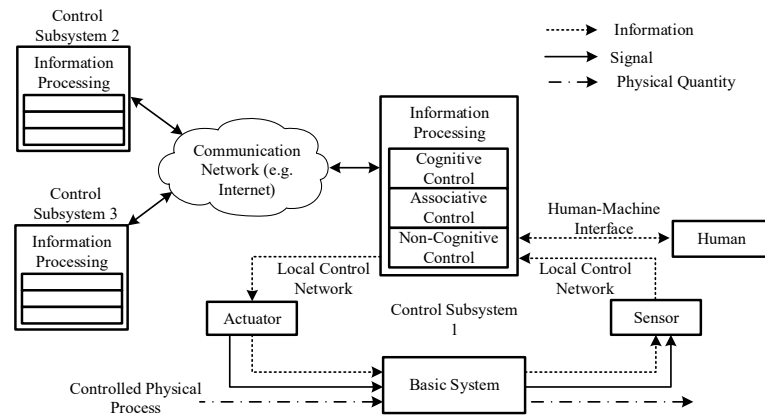 Control
Subsystem 2
Information
Processing
Communication
Network (e.g.
Internet)
Control
Subsystem 3
Information
Processing
Information
Processing
Cognitive
Control
Associative
Control
Non-Cognitive
Control
Information
Signal
Physical Quantity
Human-Machine
Interface
Human
Local Control
Network
Local Control
Network
Actuator
Control Subsystem
1
Sensor
Basic System
Controlled Physical
Process